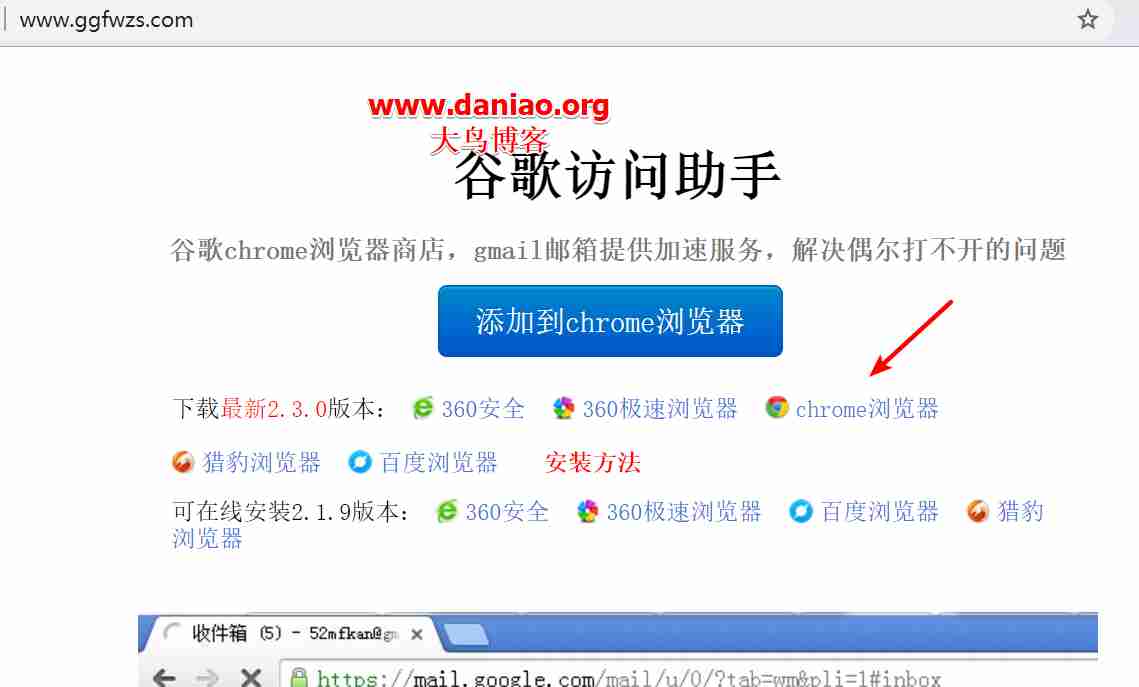 www.ggfwzs.com
www.daniao.org
大鸟博客
谷歌访问助手
谷歌chrome浏览器商店，gmail邮箱提供加速服务，解决偶尔打不开的问题
添加到chrome浏览器
下载最新2.3.0版本： 360安全 360极速浏览器 chrome浏览器
猎豹浏览器 百度浏览器 安装方法
可在线安装2.1.9版本： 360安全 360极速浏览器 百度浏览器 猎豹
浏览器
收件箱 (5) - 52mfkan@gm
https://mail.google.com/mail/u/0/?tab=wm&pli=1#inbox